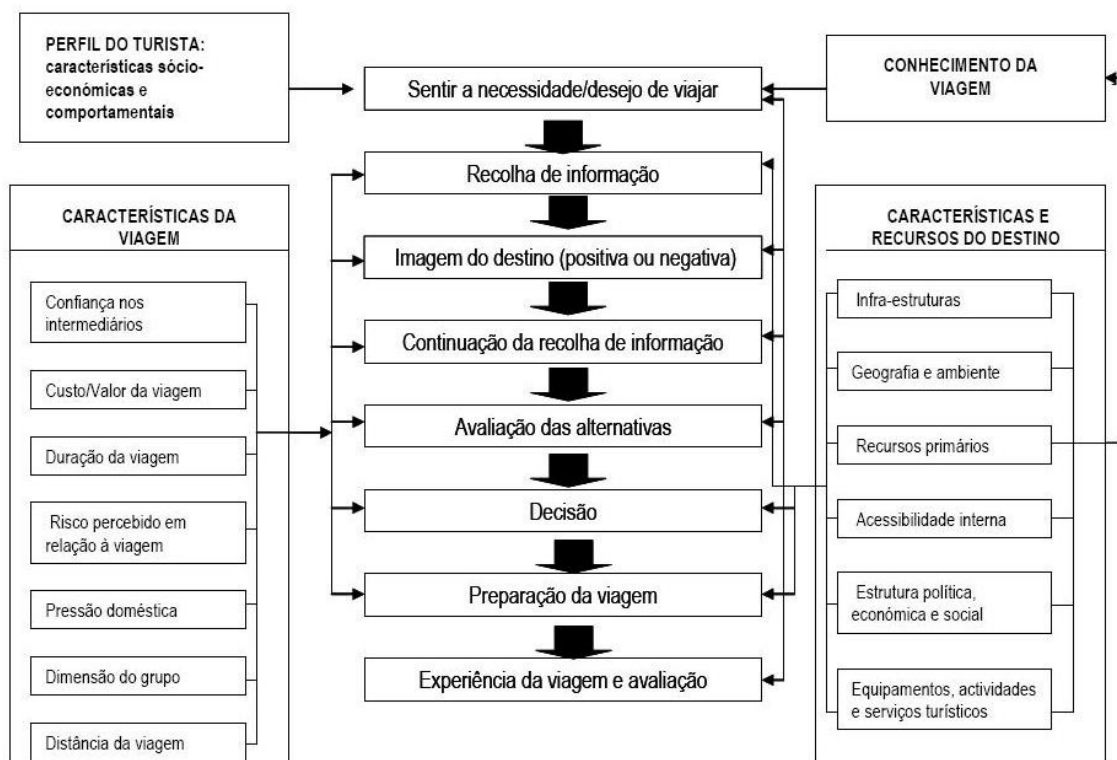 PERFIL DO TURISTA:
características sócio-
económicas e
comportamentais
Sentir a necessidade/desejo de viajar
CONHECIMENTO DA
VIAGEM
Recolha de informação
Imagem do destino (positiva ou negativa)
Continuação da recolha de informação
Avaliação das alternativas
Decisão
Preparação da viagem
Experiência da viagem e avaliação
CARACTERÍSTICAS DA
VIAGEM
Confiança nos
intermediários
Custo/Valor da viagem
Duração da viagem
Risco percebido em
relação à viagem
Pressão doméstica
Dimensão do grupo
Distância da viagem
CARACTERÍSTICAS E
RECURSOS DO DESTINO
Infra-estruturas
Geografia e ambiente
Recursos primários
Acessibilidade interna
Estrutura política,
económica e social
Equipamentos, actividades
e serviços turísticos